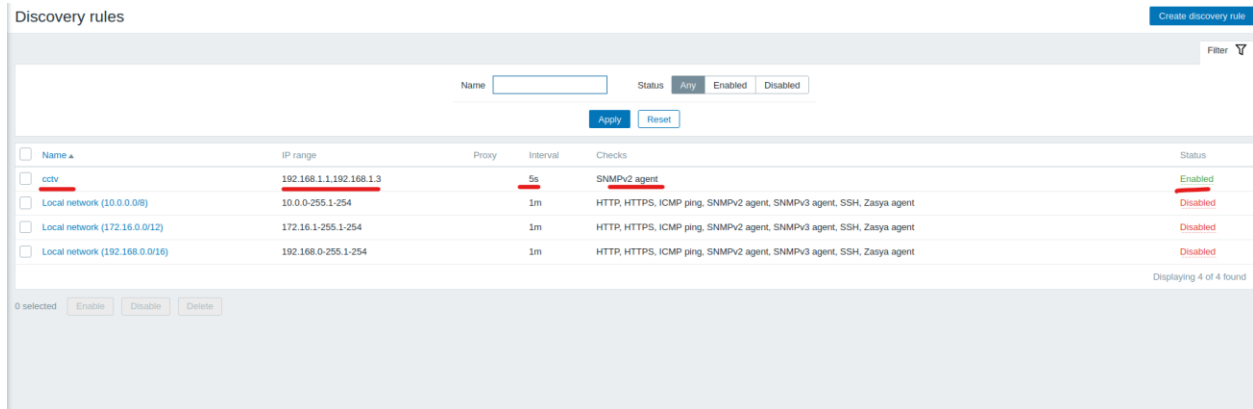 Discovery rules
Create discovery rule
Filter
Name Status Any Enabled Disabled
Apply Reset
Name IP range Proxy Interval Checks Status
cctv 192.168.1.1,192.168.1.3 5s SNMPv2 agent Enabled
Local network (10.0.0.0/8) 10.0.0-255.1-254 1m HTTP, HTTPS, ICMP ping, SNMPv2 agent, SNMPv3 agent, SSH, Zasya agent Disabled
Local network (172.16.0.0/12) 172.16.1-255.1-254 1m HTTP, HTTPS, ICMP ping, SNMPv2 agent, SNMPv3 agent, SSH, Zasya agent Disabled
Local network (192.168.0.0/16) 192.168.0-255.1-254 1m HTTP, HTTPS, ICMP ping, SNMPv2 agent, SNMPv3 agent, SSH, Zasya agent Disabled
Displaying 4 of 4 found
0 selected Enable Disable Delete